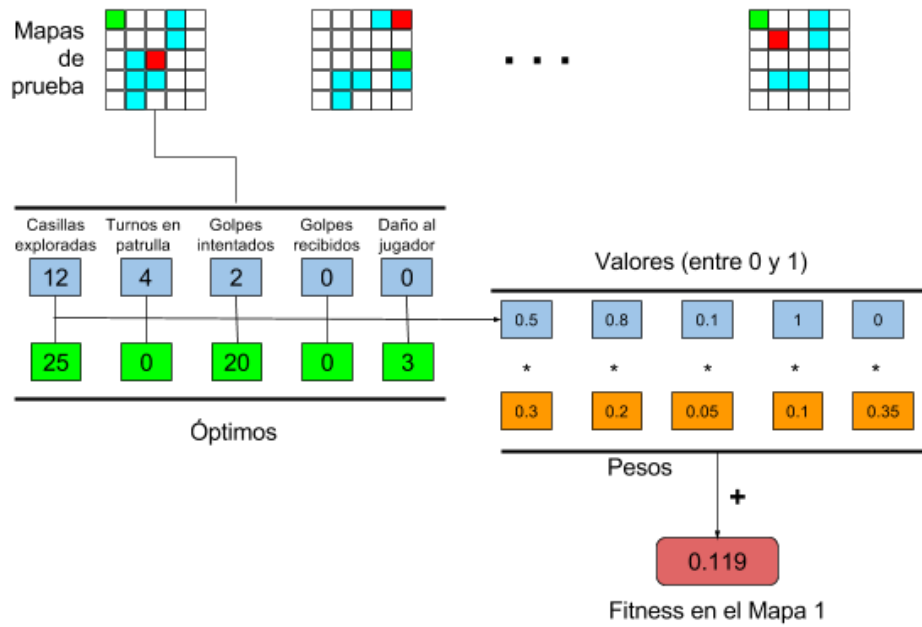 Mapas
de
prueba
. . .
Casillas
exploradas
Turnos en
patrulla
Golpes
intentados
Golpes
recibidos
Daño al
jugador
12 4 2 0 0
25 0 20 0 3
Óptimos
Valores (entre 0 y 1)
0.5 0.8 0.1 1 0
* * * * *
0.3 0.2 0.05 0.1 0.35
Pesos
+
0.119
Fitness en el Mapa 1